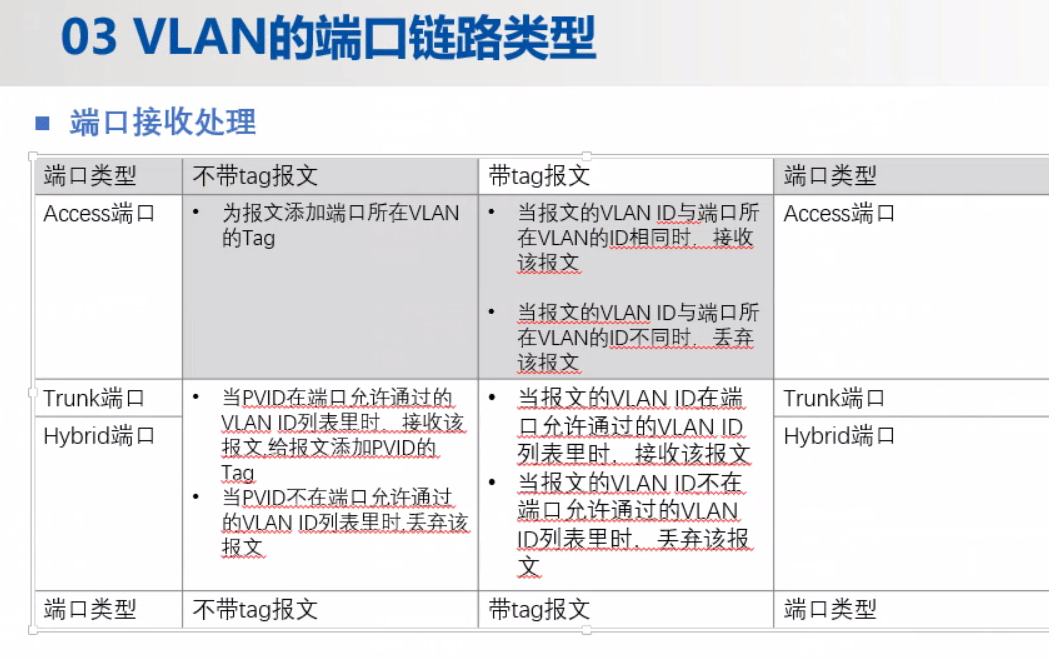 03 VLAN的端口链路类型
■ 端口接收处理
端口类型
不带tag报文
带tag报文
端口类型
Access端口
• 为报文添加端口所在VLAN
的Tag
• 当报文的VLAN ID与端口所
在VLAN的ID相同时，接收
该报文
• 当报文的VLAN ID与端口所
在VLAN的ID不同时，丢弃
该报文
Access端口
Trunk端口
Hybrid端口
• 当PVID在端口允许通过的
VLAN ID列表里时，接收该
报文,给报文添加PVID的
Tag
• 当PVID不在端口允许通过
的VLAN ID列表里时,丢弃该
报文
• 当报文的VLAN ID在端
口允许通过的VLAN ID
列表里时，接收该报文
• 当报文的VLAN ID不在
端口允许通过的VLAN
ID列表里时，丢弃该报
文
Trunk端口
Hybrid端口
端口类型
不带tag报文
带tag报文
端口类型